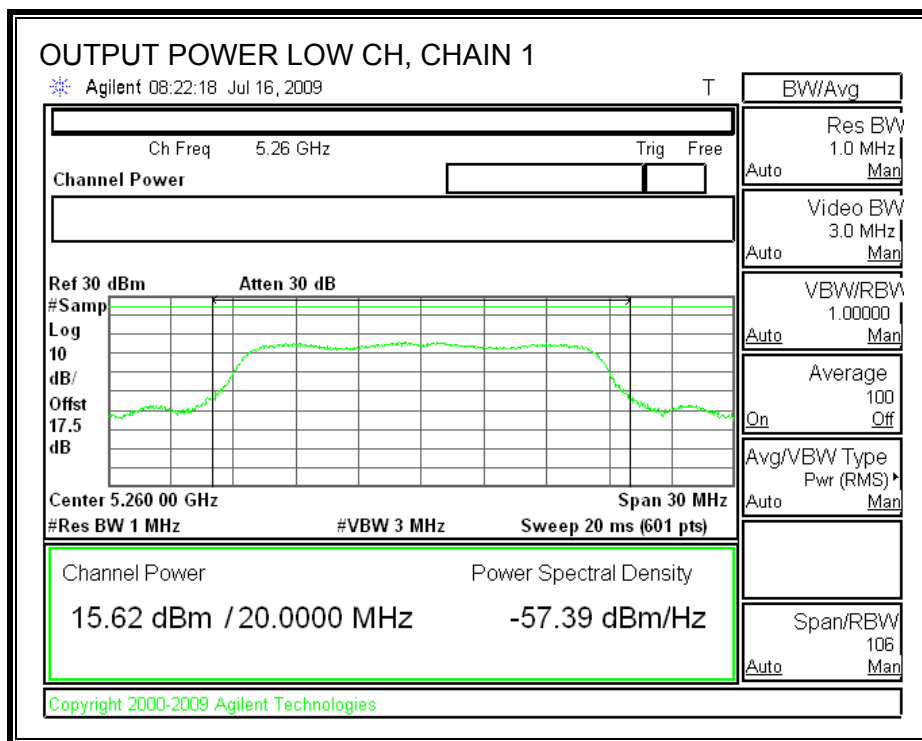 OUTPUT POWER LOW CH, CHAIN 1
Agilent 08:22:18 Jul 16, 2009 T
Ch Freq 5.26 GHz Trig Free
Channel Power
Ref 30 dBm Atten 30 dB
#Samp
Log
10
dB/
Offst
17.5
dB
Center 5.260 00 GHz Span 30 MHz
#Res BW 1 MHz #VBW 3 MHz Sweep 20 ms (601 pts)
Channel Power Power Spectral Density
15.62 dBm / 20.0000 MHz -57.39 dBm/Hz
Copyright 2000-2009 Agilent Technologies
BW/Avg
Res BW
1.0 MHz
Auto Man
Video BW
3.0 MHz
Auto Man
VBW/RBW
1.00000
Auto Man
Average
100
On Off
Avg/VBW Type
Pwr (RMS)
Auto Man
Span/RBW
106
Auto Man